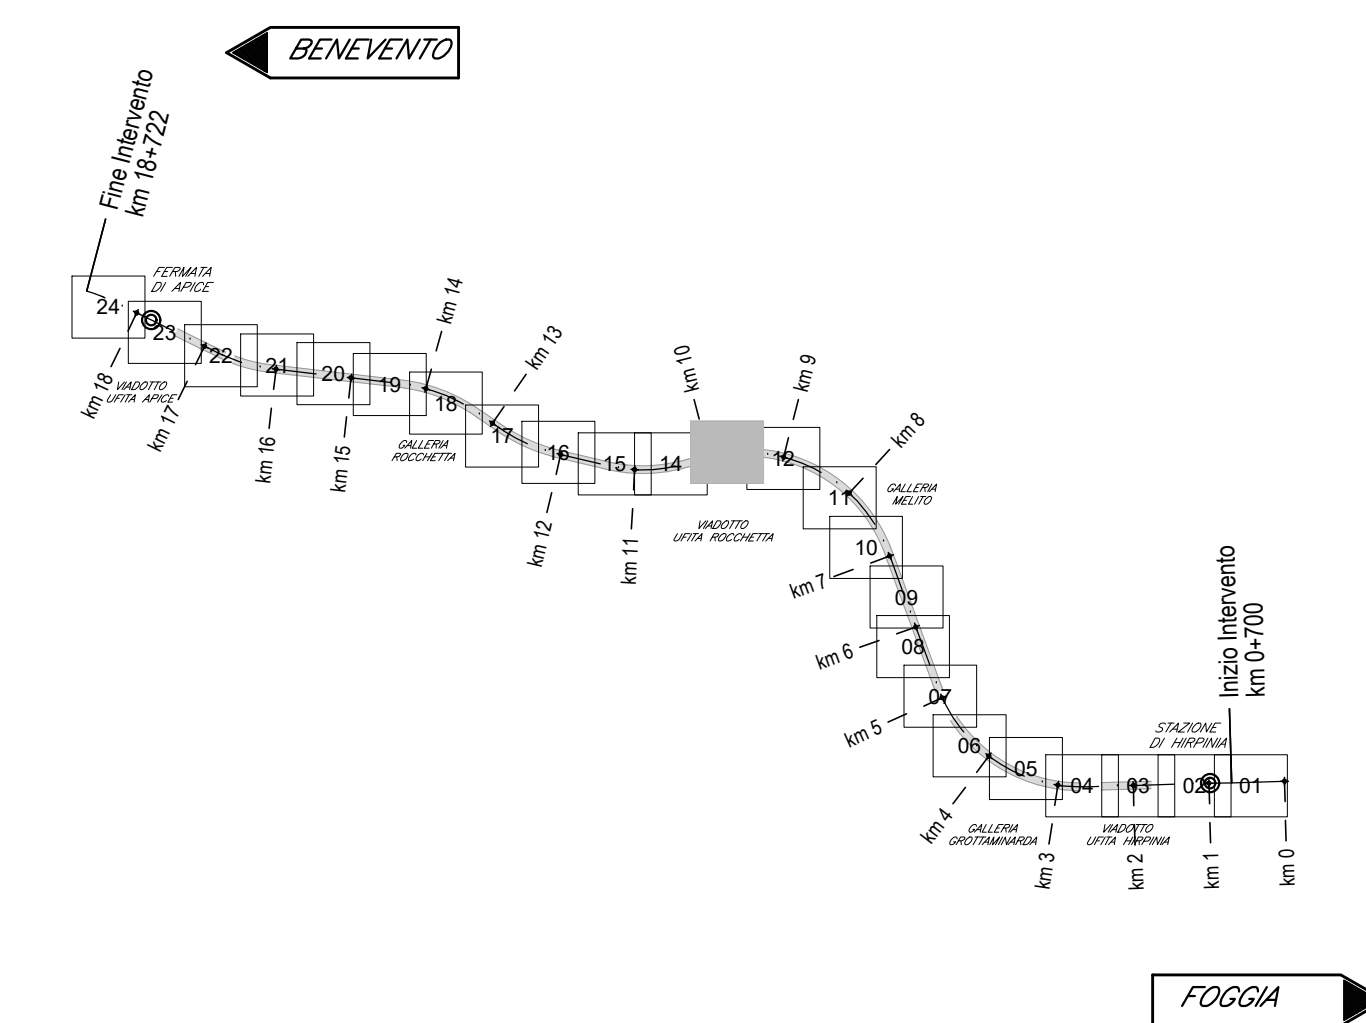 BENEVENTO
Fine Intervento
km 18+722
FERMATA
DI APICE
24
23
22
21
20
19
18
17
16
15
14
12
11
10
09
08
07
06
05
04
03
02
01
km 18
VIADOTTO
UFITA APICE
km 17
km 16
km 15
km 14
GALLERIA
ROCCHETTA
km 13
km 12
km 11
km 10
VIADOTTO
UFITA ROCCHETTA
km 9
km 8
GALLERIA
MELITO
km 7
km 6
km 5
km 4
GALLERIA
GROTTAMINARDA
km 3
VIADOTTO
UFITA HIRPINIA
km 2
STAZIONE
DI HIRPINIA
Inizio Intervento
km 0+700
km 1
km 0
FOGGIA